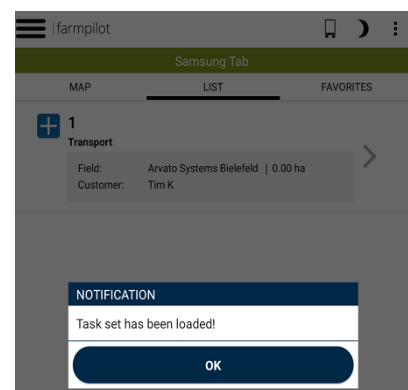 farmpilot
Samsung Tab
MAP LIST FAVORITES
1
Transport
Field: Arvato Systems Bielefeld | 0.00 ha
Customer: Tim K
NOTIFICATION
Task set has been loaded!
OK